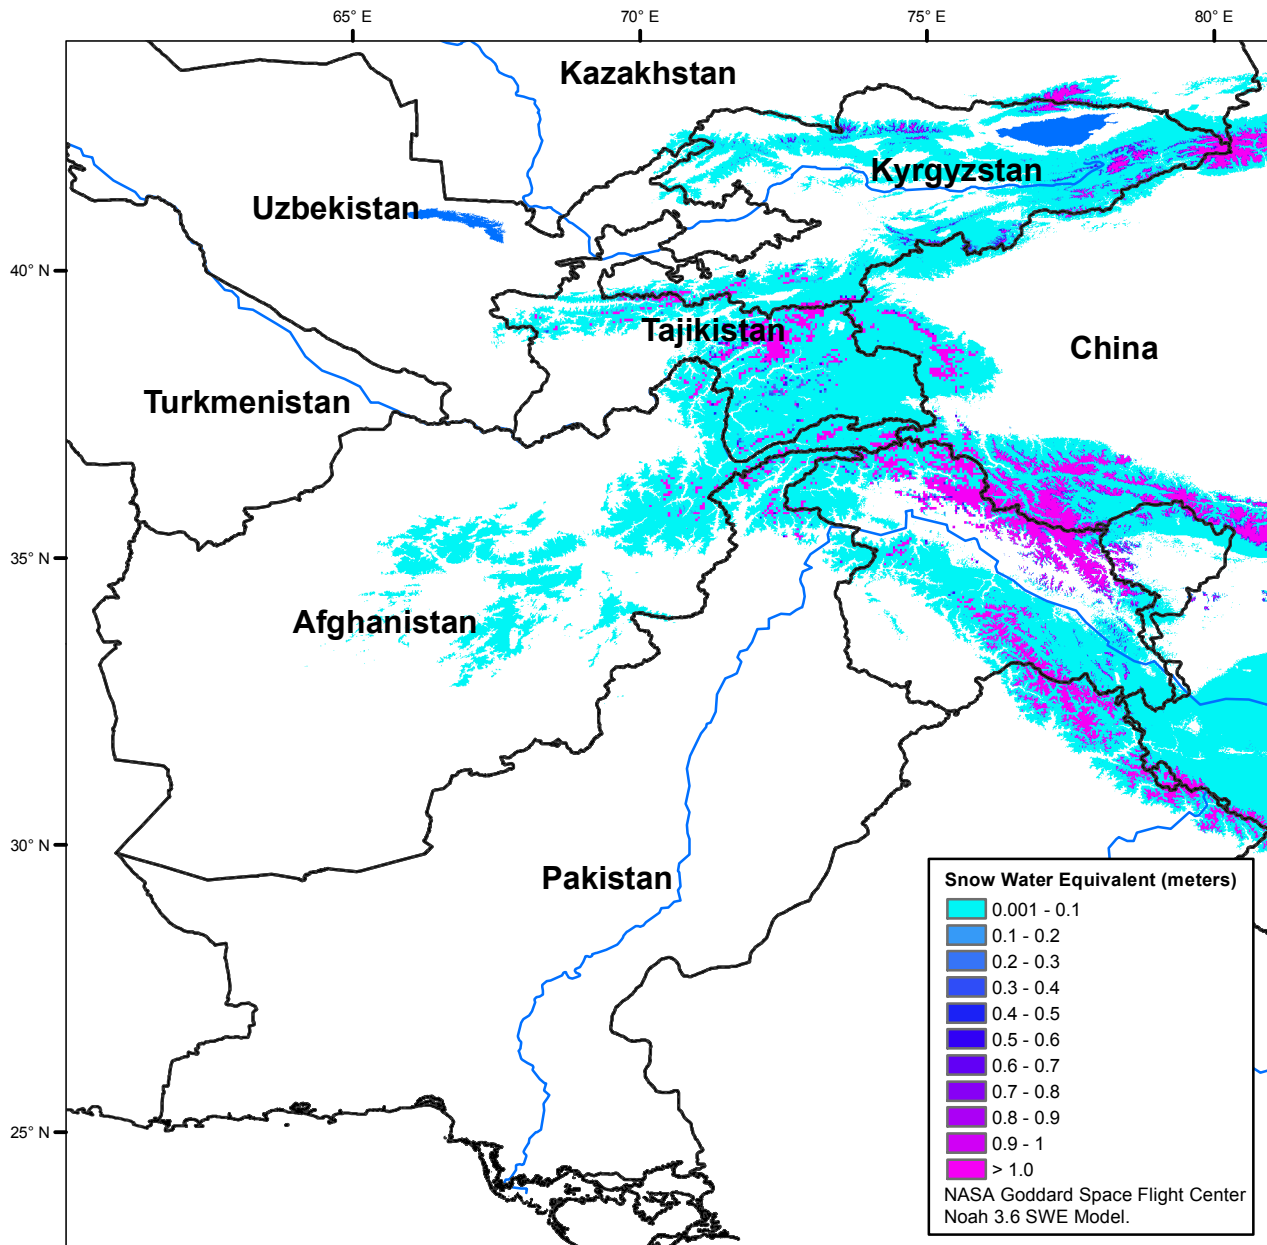 65° E
70° E
75° E
80° E
Kazakhstan
Kyrgyzstan
Uzbekistan
40° N
Tajikistan
China
Turkmenistan
35° N
Afghanistan
30° N
Pakistan
25° N
Snow Water Equivalent (meters)
0.001 - 0.1
0.1 - 0.2
0.2 - 0.3
0.3 - 0.4
0.4 - 0.5
0.5 - 0.6
0.6 - 0.7
0.7 - 0.8
0.8 - 0.9
0.9 - 1
> 1.0
NASA Goddard Space Flight Center
Noah 3.6 SWE Model.